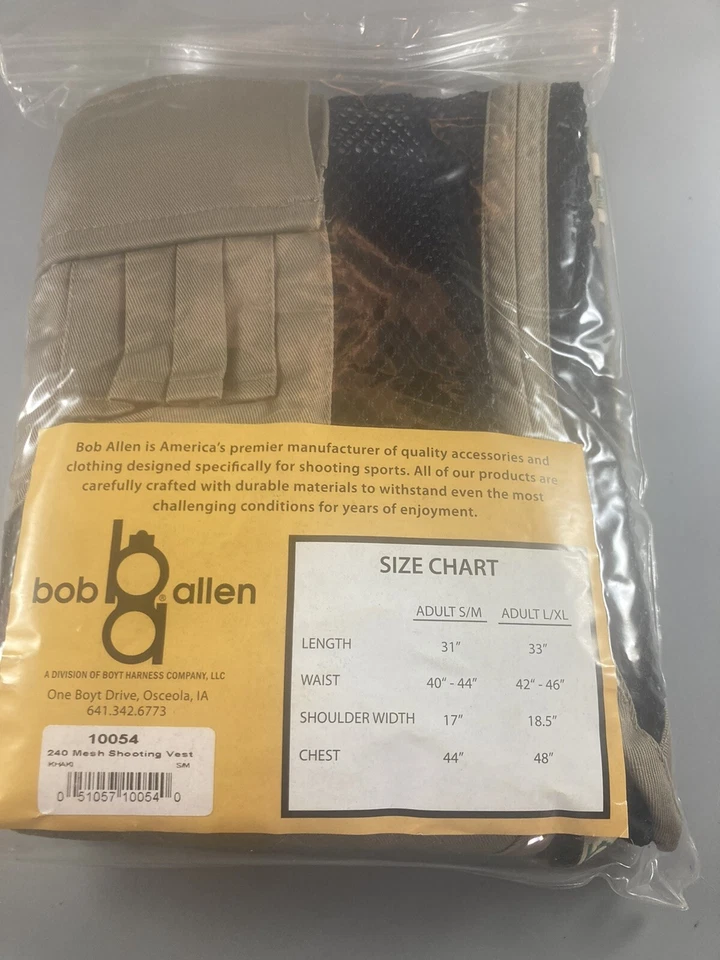 Bob Allen is America's premier manufacturer of quality accessories and
clothing designed specifically for shooting sports. All of our products are
carefully crafted with durable materials to withstand even the most
challenging conditions for years of enjoyment.
bob ba® allen
A DIVISION OF BOYT HARNESS COMPANY, LLC
One Boyt Drive, Osceola, IA
641.342.6773
10054
240 Mesh Shooting Vest
KHAKI S/M
0 51057 10054 0
SIZE CHART
ADULT S/M ADULT L/XL
LENGTH 31" 33"
WAIST 40" - 44" 42" - 46"
SHOULDER WIDTH 17" 18.5"
CHEST 44" 48"